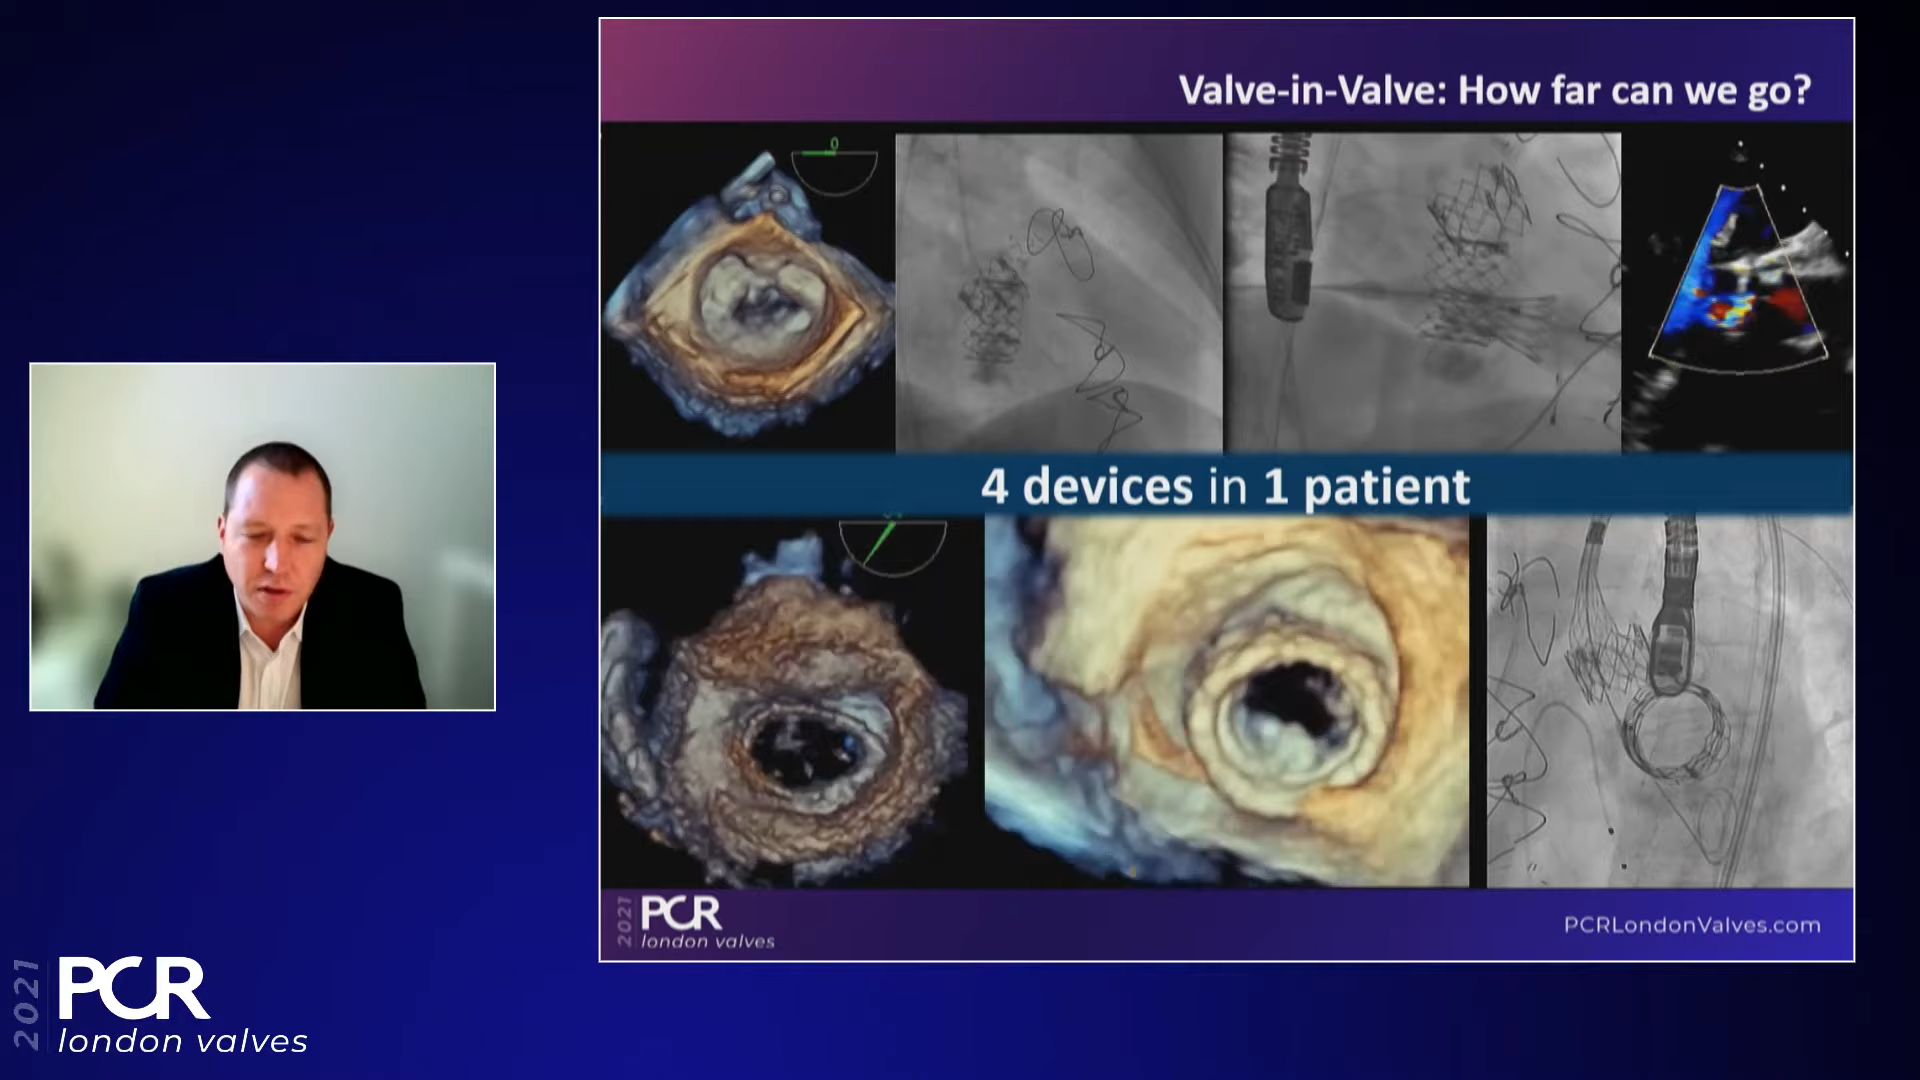 Valve-in-Valve: How far can we go?
0
4 devices in 1 patient
2021
PCR
london valves
PCRLondonValves.com
2021
PCR
london valves